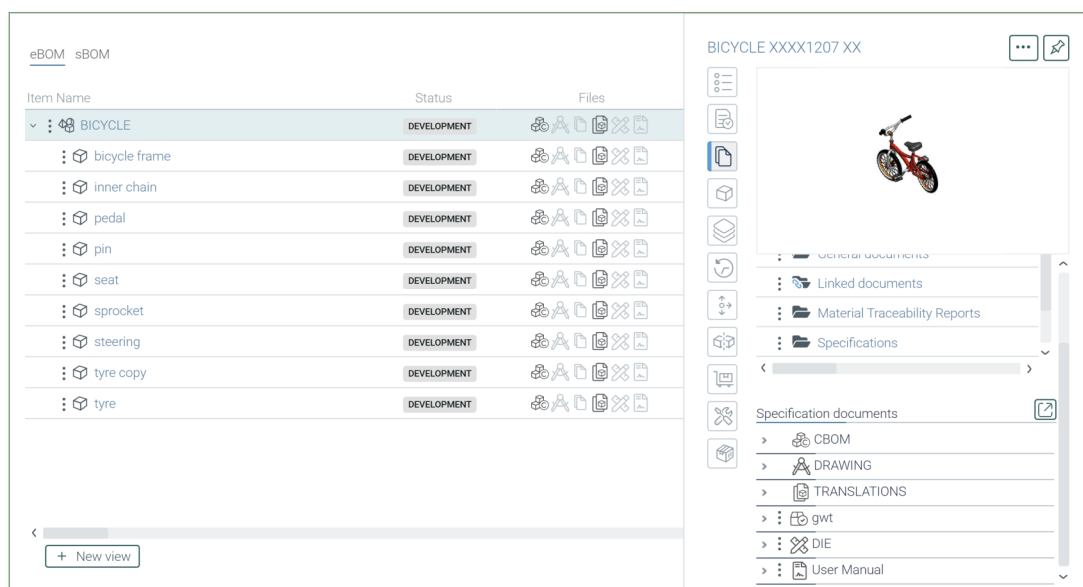 eBOM sBOM
Item Name Status Files
BICYCLE DEVELOPMENT
bicycle frame DEVELOPMENT
inner chain DEVELOPMENT
pedal DEVELOPMENT
pin DEVELOPMENT
seat DEVELOPMENT
sprocket DEVELOPMENT
steering DEVELOPMENT
tyre copy DEVELOPMENT
tyre DEVELOPMENT
+ New view
BICYCLE XXXX1207 XX
General documents
Linked documents
Material Traceability Reports
Specifications
Specification documents
CBOM
DRAWING
TRANSLATIONS
gwt
DIE
User Manual